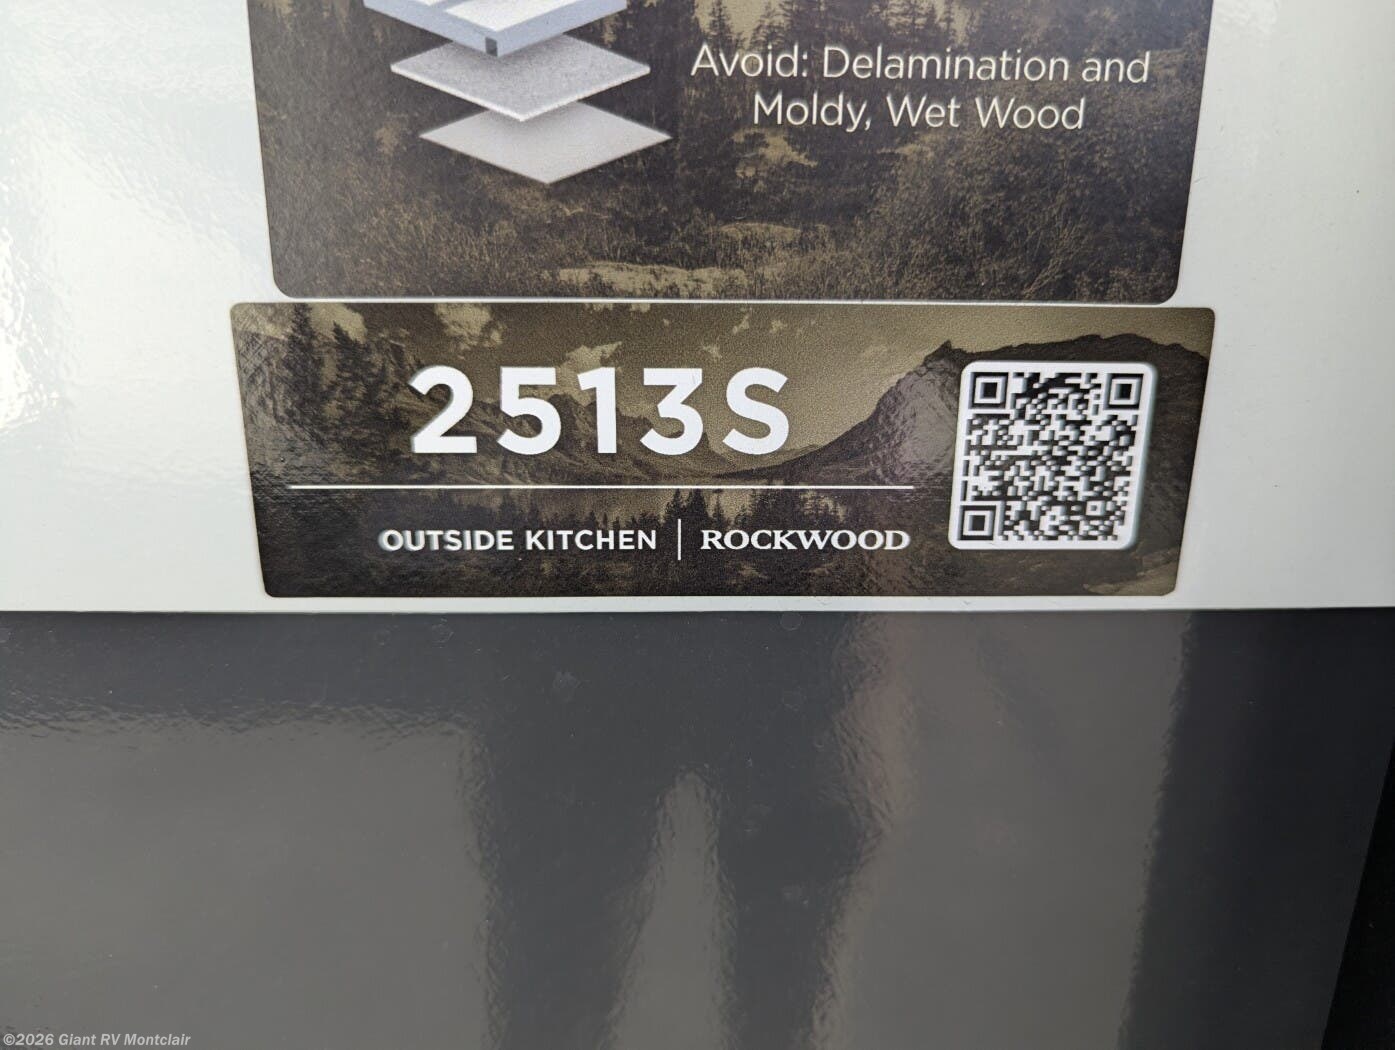 Avoid: Delamination and
Moldy, Wet Wood
2513S
OUTSIDE KITCHEN | ROCKWOOD
©2026 Giant RV Montclair